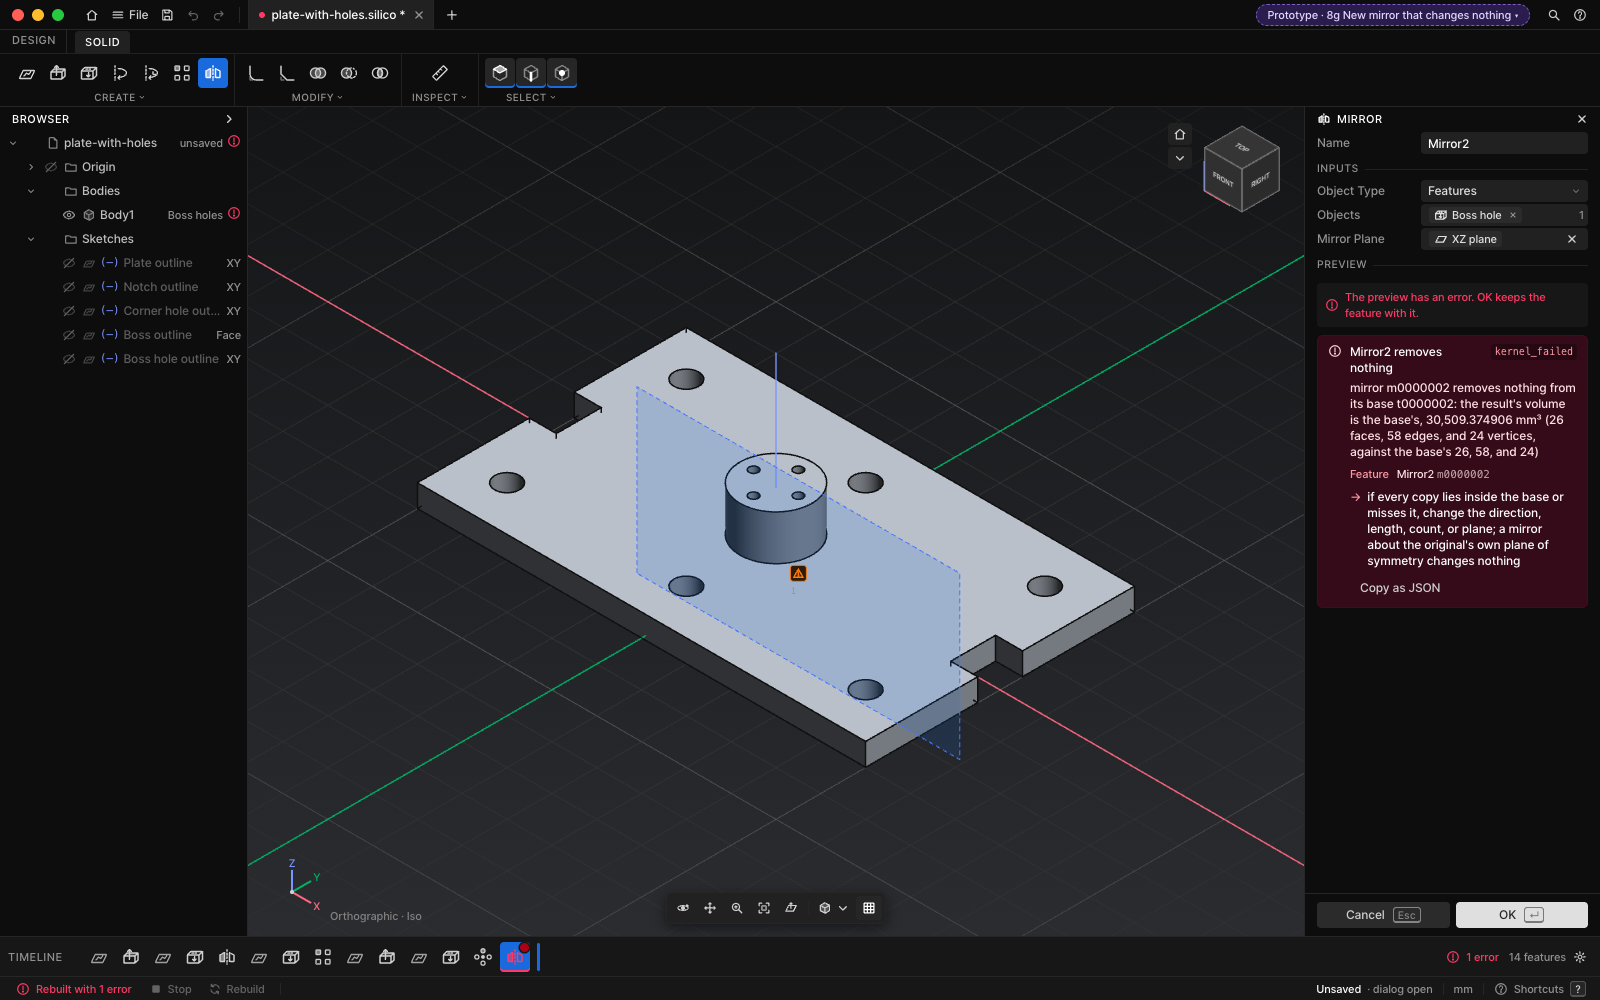 File
plate-with-holes.silico *
Prototype · 8g New mirror that changes nothing
DESIGN
SOLID
CREATE
MODIFY
INSPECT
SELECT
BROWSER
plate-with-holes unsaved
Origin
Bodies
Body1 Boss holes
Sketches
Plate outline XY
Notch outline XY
Corner hole out... XY
Boss outline Face
Boss hole outline XY
TOP
FRONT
RIGHT
Z
Y
X
Orthographic · Iso
MIRROR
Name Mirror2
INPUTS
Object Type Features
Objects Boss hole × 1
Mirror Plane XZ plane
PREVIEW
The preview has an error. OK keeps the
feature with it.
Mirror2 removes kernel_failed
nothing
mirror m0000002 removes nothing from
its base t0000002: the result's volume
is the base's, 30,509.374906 mm³ (26
faces, 58 edges, and 24 vertices,
against the base's 26, 58, and 24)
Feature Mirror2 m0000002
→ if every copy lies inside the base or
misses it, change the direction,
length, count, or plane; a mirror
about the original's own plane of
symmetry changes nothing
Copy as JSON
Cancel Esc
OK
TIMELINE
1 error 14 features
Rebuilt with 1 error
Stop
Rebuild
Unsaved · dialog open
mm
Shortcuts ?